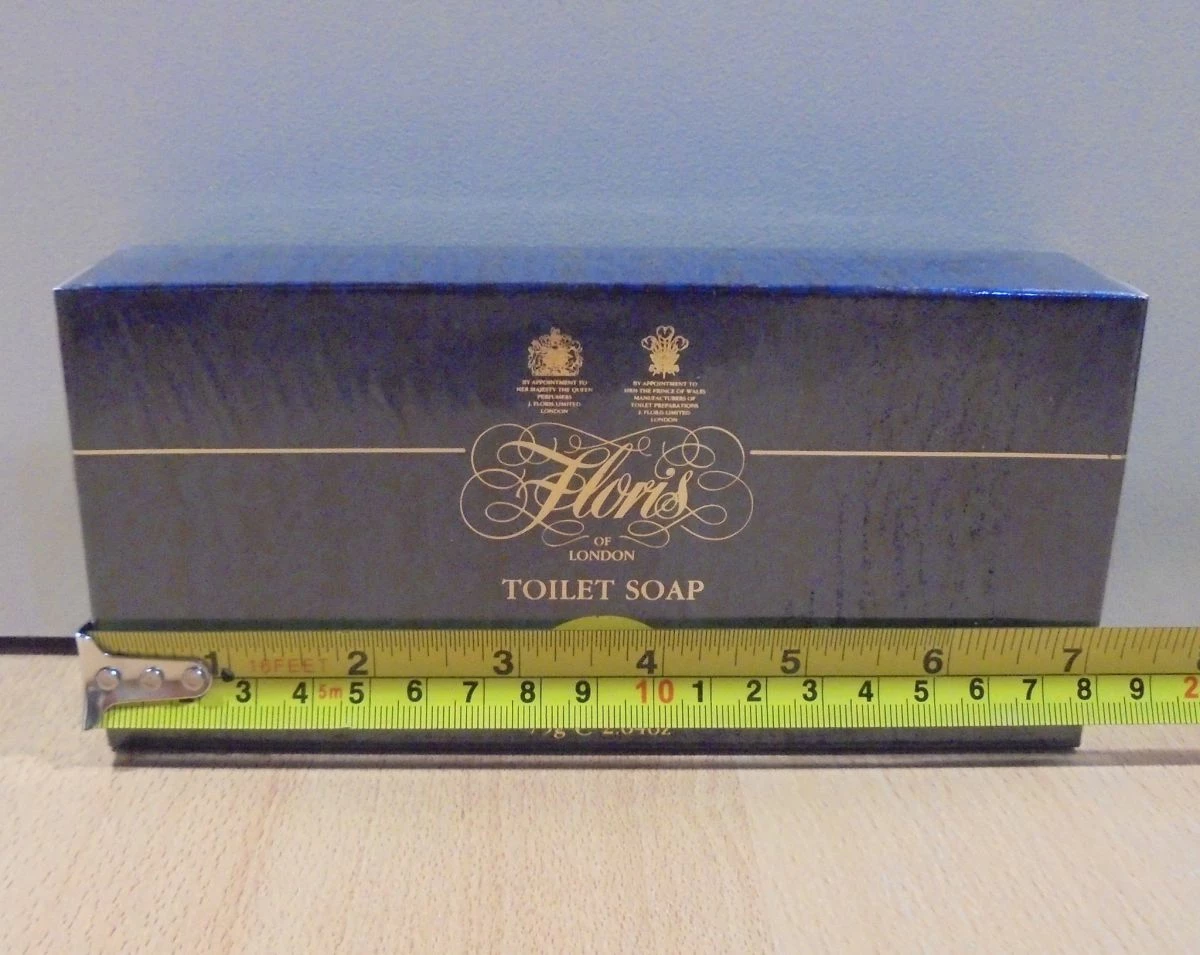 BY APPOINTMENT TO
HER MAJESTY THE QUEEN
PERFUMERS
J. FLORIS LIMITED
LONDON
BY APPOINTMENT TO
HRH THE PRINCE OF WALES
MANUFACTURERS OF
TOILET PREPARATIONS
J. FLORIS LIMITED
LONDON
Floris
OF
LONDON
TOILET SOAP
1 16FEET 2 3 4 5 6 7
3 4 5m 5 6 7 8 9 10 1 2 3 4 5 6 7 8 9 2